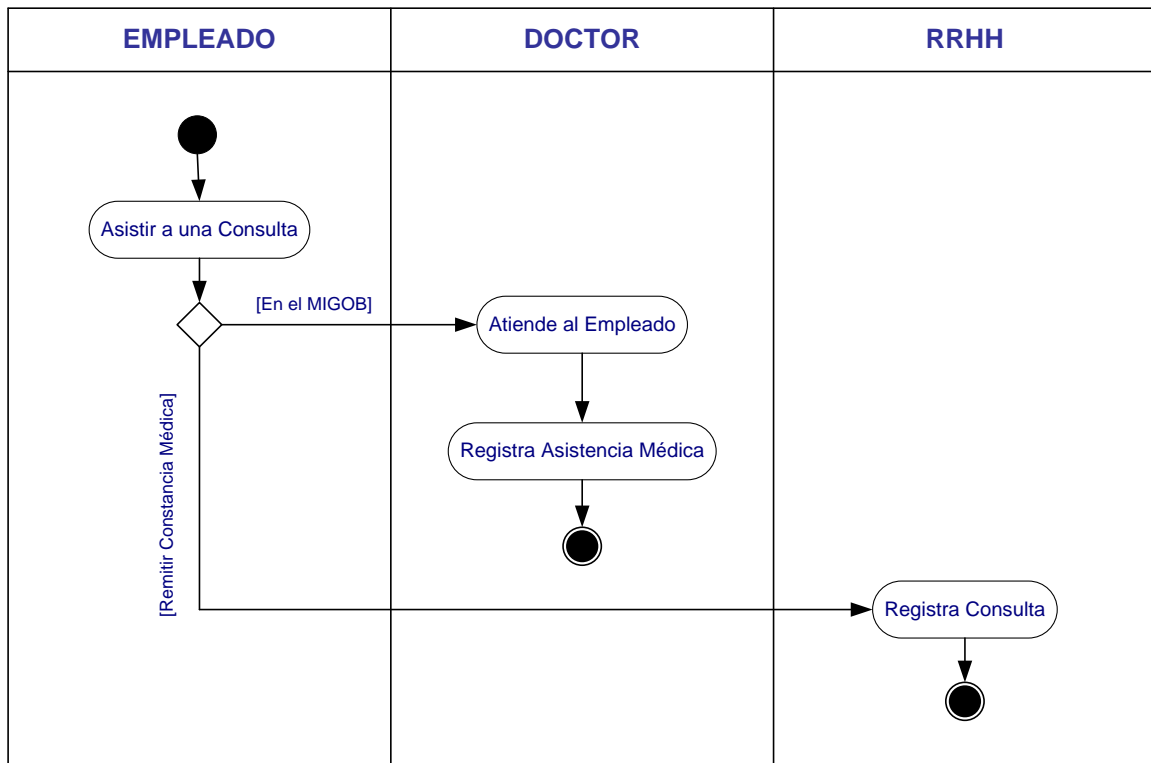 EMPLEADO
DOCTOR
RRHH
Asistir a una Consulta
[En el MIGOB]
Atiende al Empleado
Registra Asistencia Médica
[Remitir Constancia Médica]
Registra Consulta